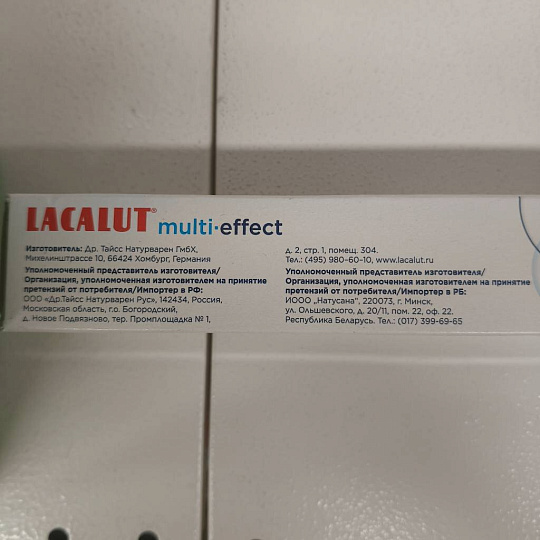 LACALUT® multi·effect
Изготовитель: Др. Тайсс Натурварен ГмбХ,
Михелинштрассе 10, 66424 Хомбург, Германия
Уполномоченный представитель изготовителя/
Организация, уполномоченная изготовителем на принятие
претензий от потребителя/Импортер в РФ:
ООО «Др.Тайсс Натурварен Рус», 142434, Россия,
Московская область, г.о. Богородский,
д. Новое Подвязново, тер. Промплощадка № 1,
д. 2, стр. 1, помещ. 304.
Тел.: (495) 980-60-10, www.lacalut.ru
Уполномоченный представитель изготовителя/
Организация, уполномоченная изготовителем на принятие
претензий от потребителя/Импортер в РБ:
ИООО „Натусана", 220073, г. Минск,
ул. Ольшевского, д. 20/11, пом. 22, оф. 22.
Республика Беларусь. Тел.: (017) 399-69-65